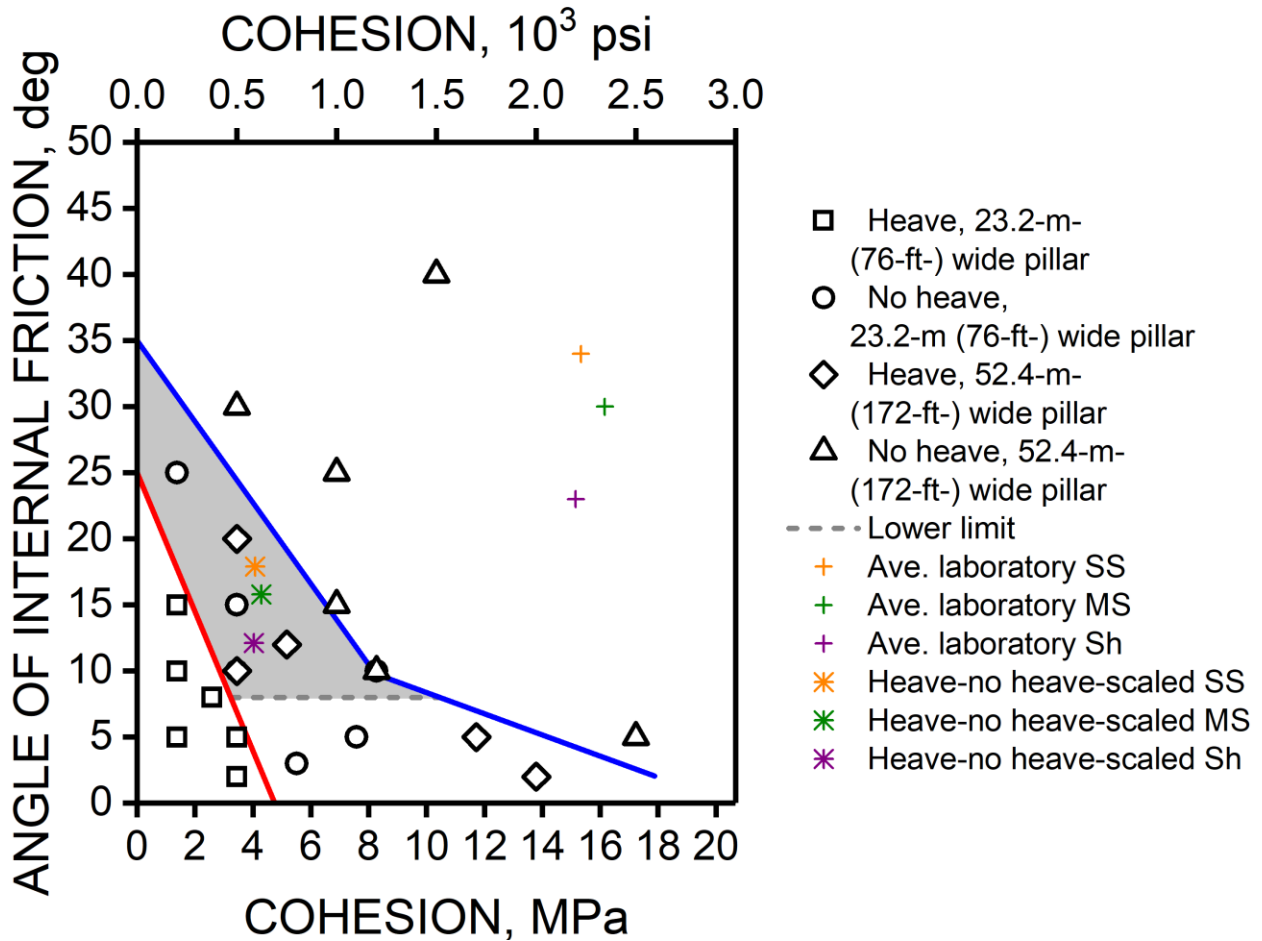 COHESION, 10³ psi
0.0 0.5 1.0 1.5 2.0 2.5 3.0
ANGLE OF INTERNAL FRICTION, deg
50
45
40
35
30
25
20
15
10
5
0
0 2 4 6 8 10 12 14 16 18 20
COHESION, MPa
Heave, 23.2-m-
(76-ft-) wide pillar
No heave,
23.2-m (76-ft-) wide pillar
Heave, 52.4-m-
(172-ft-) wide pillar
No heave, 52.4-m-
(172-ft-) wide pillar
Lower limit
Ave. laboratory SS
Ave. laboratory MS
Ave. laboratory Sh
Heave-no heave-scaled SS
Heave-no heave-scaled MS
Heave-no heave-scaled Sh